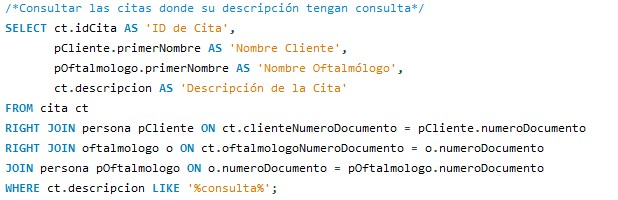 /*Consultar las citas donde su descripción tengan consulta*/
SELECT ct.idCita AS 'ID de Cita',
pCliente.primerNombre AS 'Nombre Cliente',
pOftalmologo.primerNombre AS 'Nombre Oftalmólogo',
ct.descripcion AS 'Descripción de la Cita'
FROM cita ct
RIGHT JOIN persona pCliente ON ct.clienteNumeroDocumento = pCliente.numeroDocumento
RIGHT JOIN oftalmologo o ON ct.oftalmologoNumeroDocumento = o.numeroDocumento
JOIN persona pOftalmologo ON o.numeroDocumento = pOftalmologo.numeroDocumento
WHERE ct.descripcion LIKE '%consulta%';